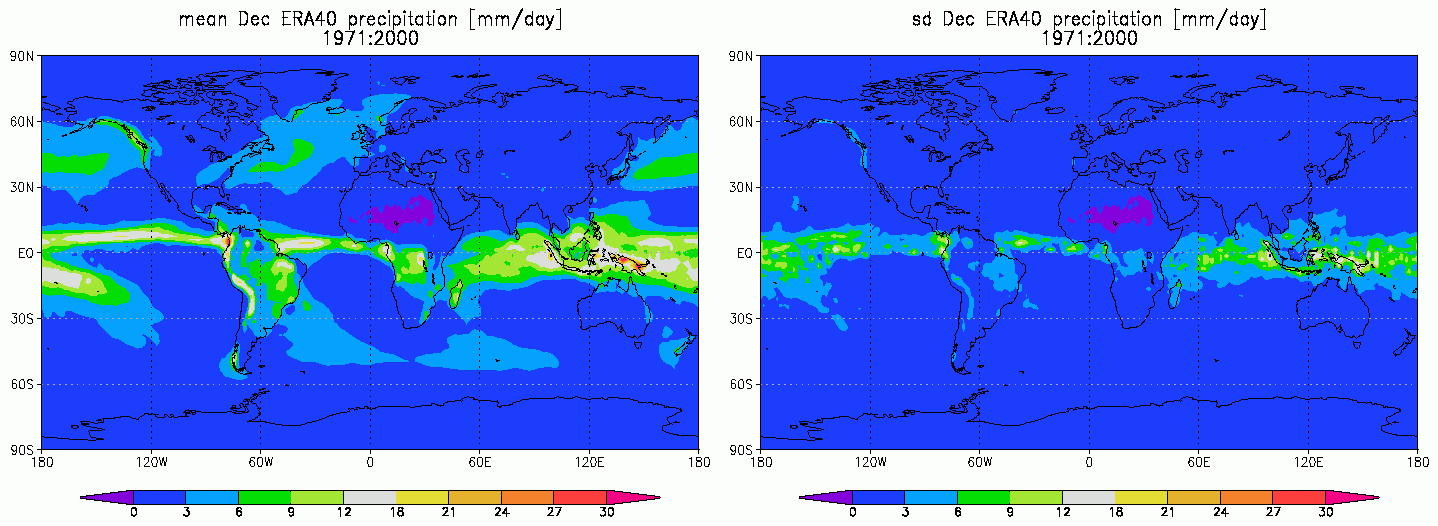 mean Dec ERA40 precipitation [mm/day]
1971:2000
90N
60N
30N
EQ
30S
60S
90S
180 120W 60W 0 60E 120E 180
0 3 6 9 12 18 21 24 27 30
sd Dec ERA40 precipitation [mm/day]
1971:2000
90N
60N
30N
EQ
30S
60S
90S
180 120W 60W 0 60E 120E 180
0 3 6 9 12 18 21 24 27 30